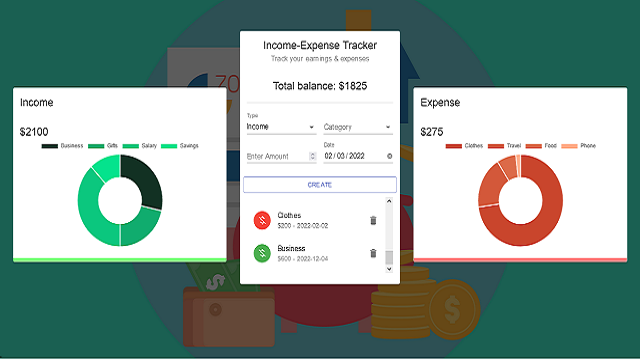 Income-Expense Tracker
Track your earnings & expenses
Total balance: $1825
Type
Income
Category
Enter Amount
Date
02 / 03 / 2022
CREATE
Clothes
$200 - 2022-02-02
Business
$600 - 2022-12-04
Income
$2100
Business Gifts Salary Savings
Expense
$275
Clothes Travel Food Phone
70
$
$